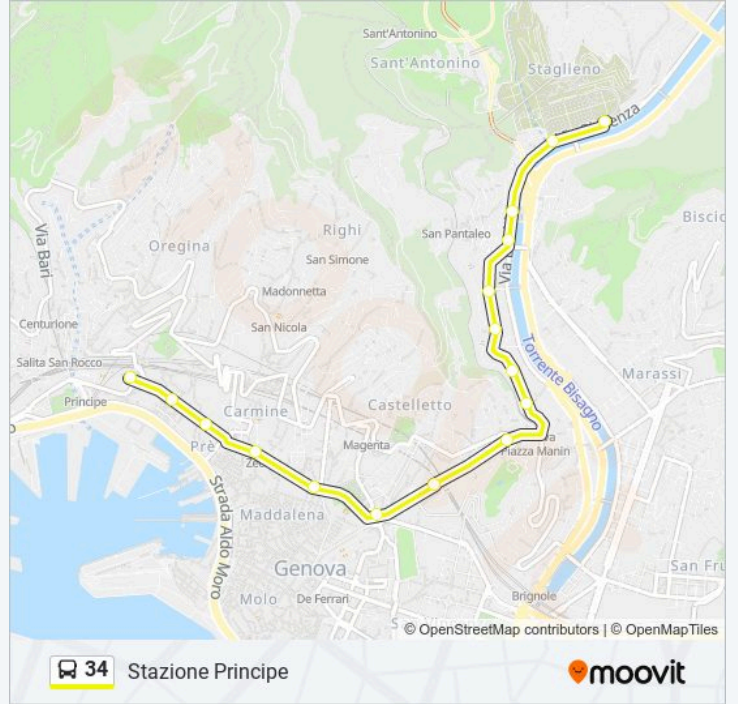 Sant'Antonino
Sant'Antonino
Staglieno
Biscio
Righi
San Pantaleo
San Simone
Oregina
Via Bari
Madonnetta
San Nicola
Centurione
Salita San Rocco
Torrente Bisagno
Marassi
Principe
Carmine
Castelletto
Prè
Magenta
Piazza Manin
Strada Aldo Moro
Maddalena
Genova
San Fru
Molo
De Ferrari
Brignole
© OpenStreetMap contributors | © OpenMapTiles
34 Stazione Principe
moovit